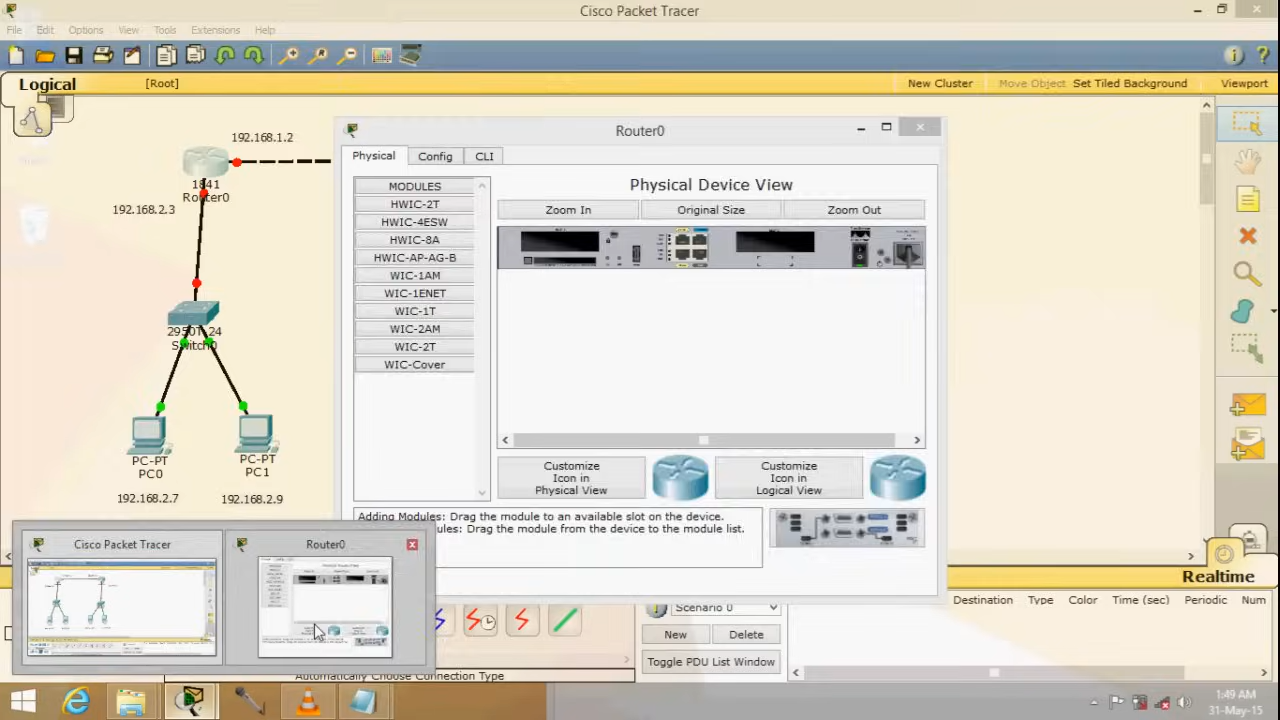 Cisco Packet Tracer
File Edit Options View Tools Extensions Help
Logical
[Root]
New Cluster
Move Object
Set Tiled Background
Viewport
192.168.1.2
1841
Router0
192.168.2.3
2950T-24
Switch0
PC-PT
PC0
PC-PT
PC1
192.168.2.7
192.168.2.9
Router0
Physical
Config
CLI
MODULES
HWIC-2T
HWIC-4ESW
HWIC-8A
HWIC-AP-AG-B
WIC-1AM
WIC-1ENET
WIC-1T
WIC-2AM
WIC-2T
WIC-Cover
Physical Device View
Zoom In
Original Size
Zoom Out
Customize
Icon in
Physical View
Customize
Icon in
Logical View
Adding Modules: Drag the module to an available slot on the device.
ules: Drag the module from the device to the module list.
Cisco Packet Tracer
Router0
Realtime
Scenario 0
New
Delete
Toggle PDU List Window
Destination Type Color Time (sec) Periodic Num
Automatically Choose Connection Type
1:49 AM
31-May-15